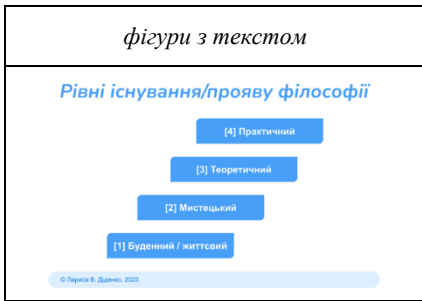 фігури з текстом
Рівні існування/прояву філософії
[4] Практичний
[3] Теоретичний
[2] Мистецький
[1] Буденний / життєвий
© Лариса В. Діденко, 2023